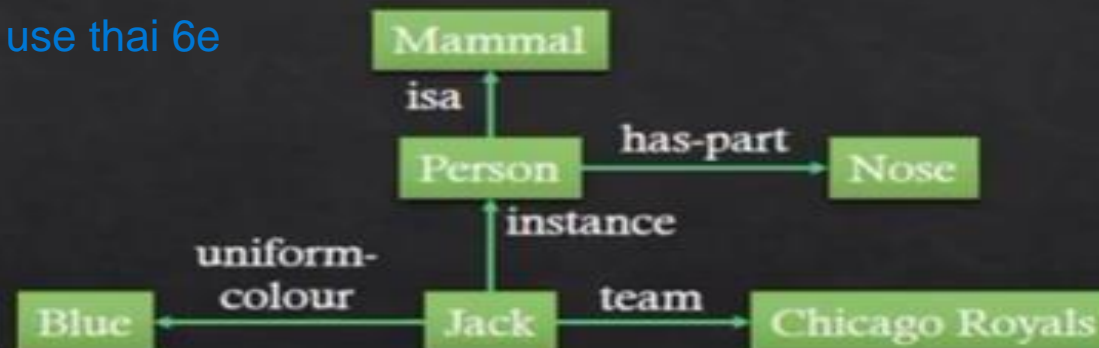 use thai 6e
Mammal
isa
Person
has-part
Nose
instance
uniform-
colour
Blue
Jack
team
Chicago Royals